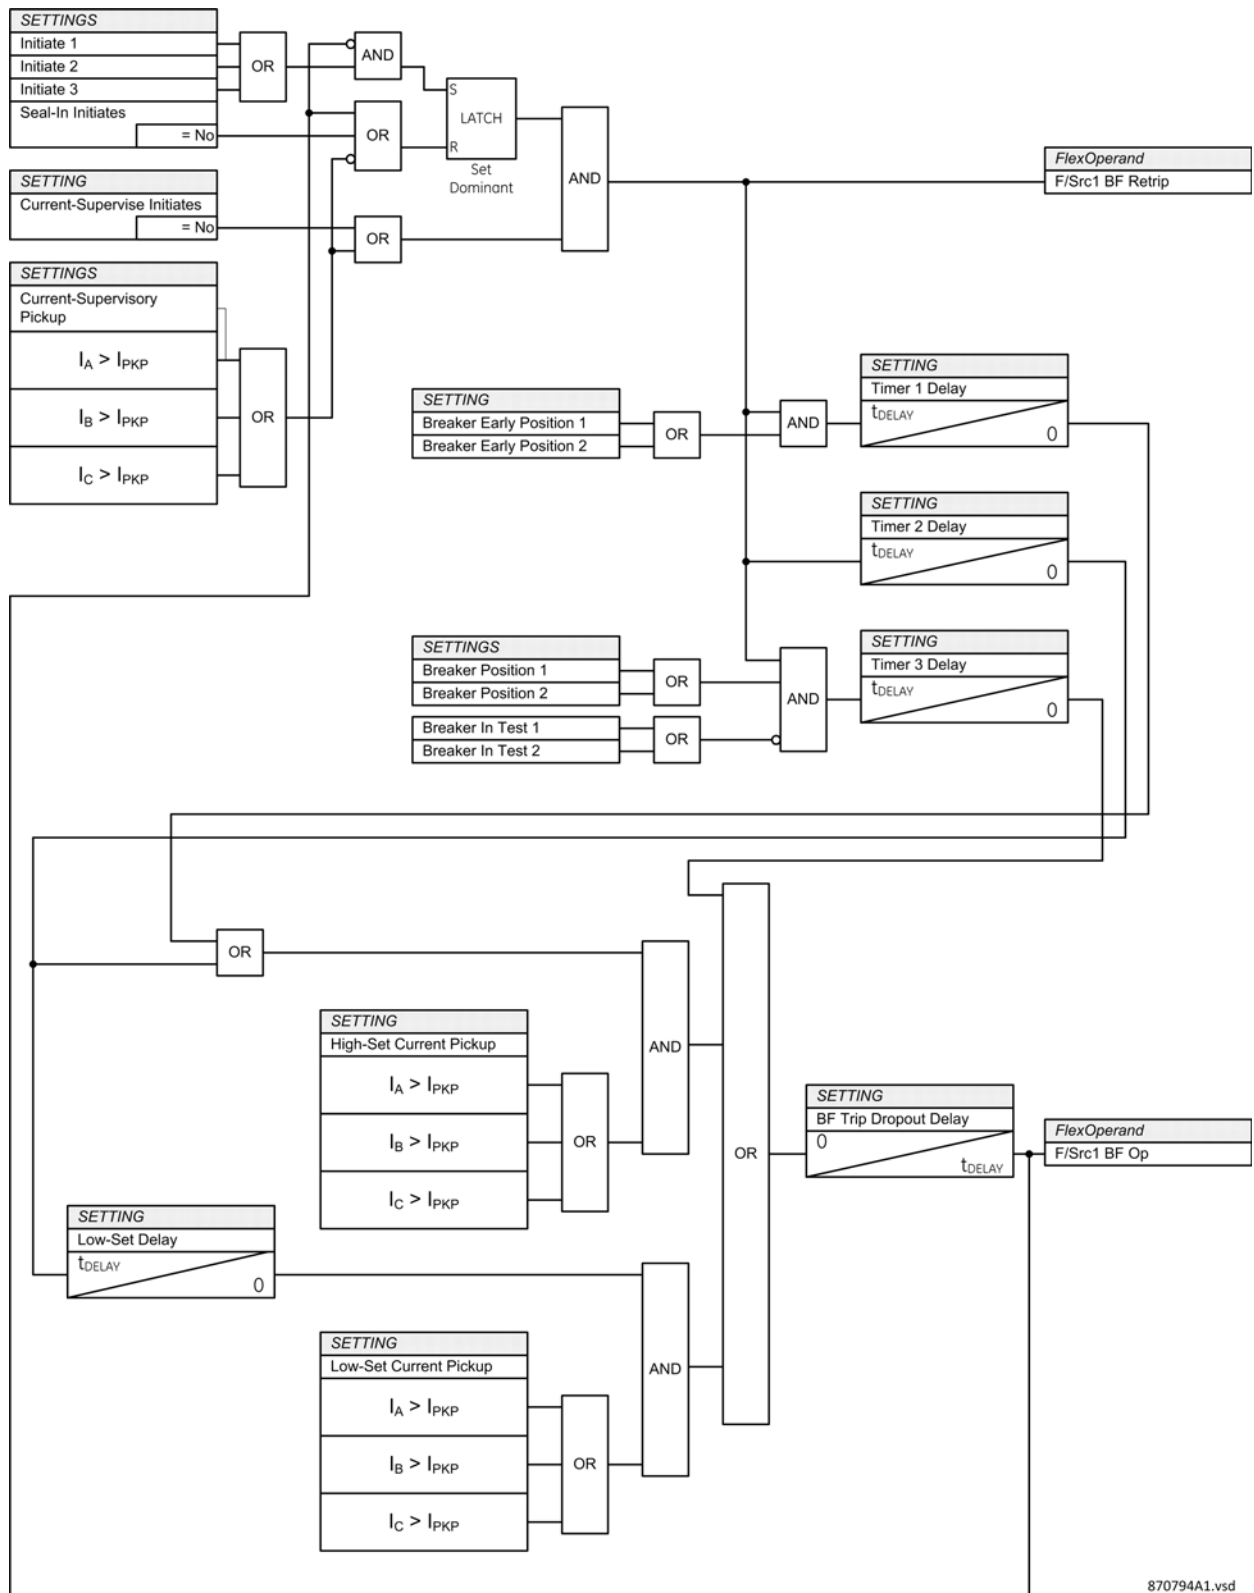 SETTINGS
Initiate 1
Initiate 2
Initiate 3
Seal-In Initiates
= No
OR
AND
OR
S
LATCH
R
Set
Dominant
AND
FlexOperand
F/Src1 BF Retrip
SETTING
Current-Supervise Initiates
= No
OR
SETTINGS
Current-Supervisory
Pickup
IA > IPKP
IB > IPKP
IC > IPKP
OR
SETTING
Breaker Early Position 1
Breaker Early Position 2
OR
AND
SETTING
Timer 1 Delay
tDELAY
0
SETTING
Timer 2 Delay
tDELAY
0
SETTINGS
Breaker Position 1
Breaker Position 2
OR
Breaker In Test 1
Breaker In Test 2
OR
AND
SETTING
Timer 3 Delay
tDELAY
0
OR
SETTING
High-Set Current Pickup
IA > IPKP
IB > IPKP
IC > IPKP
OR
AND
OR
SETTING
BF Trip Dropout Delay
0
tDELAY
FlexOperand
F/Src1 BF Op
SETTING
Low-Set Delay
tDELAY
0
SETTING
Low-Set Current Pickup
IA > IPKP
IB > IPKP
IC > IPKP
OR
AND
870794A1.vsd